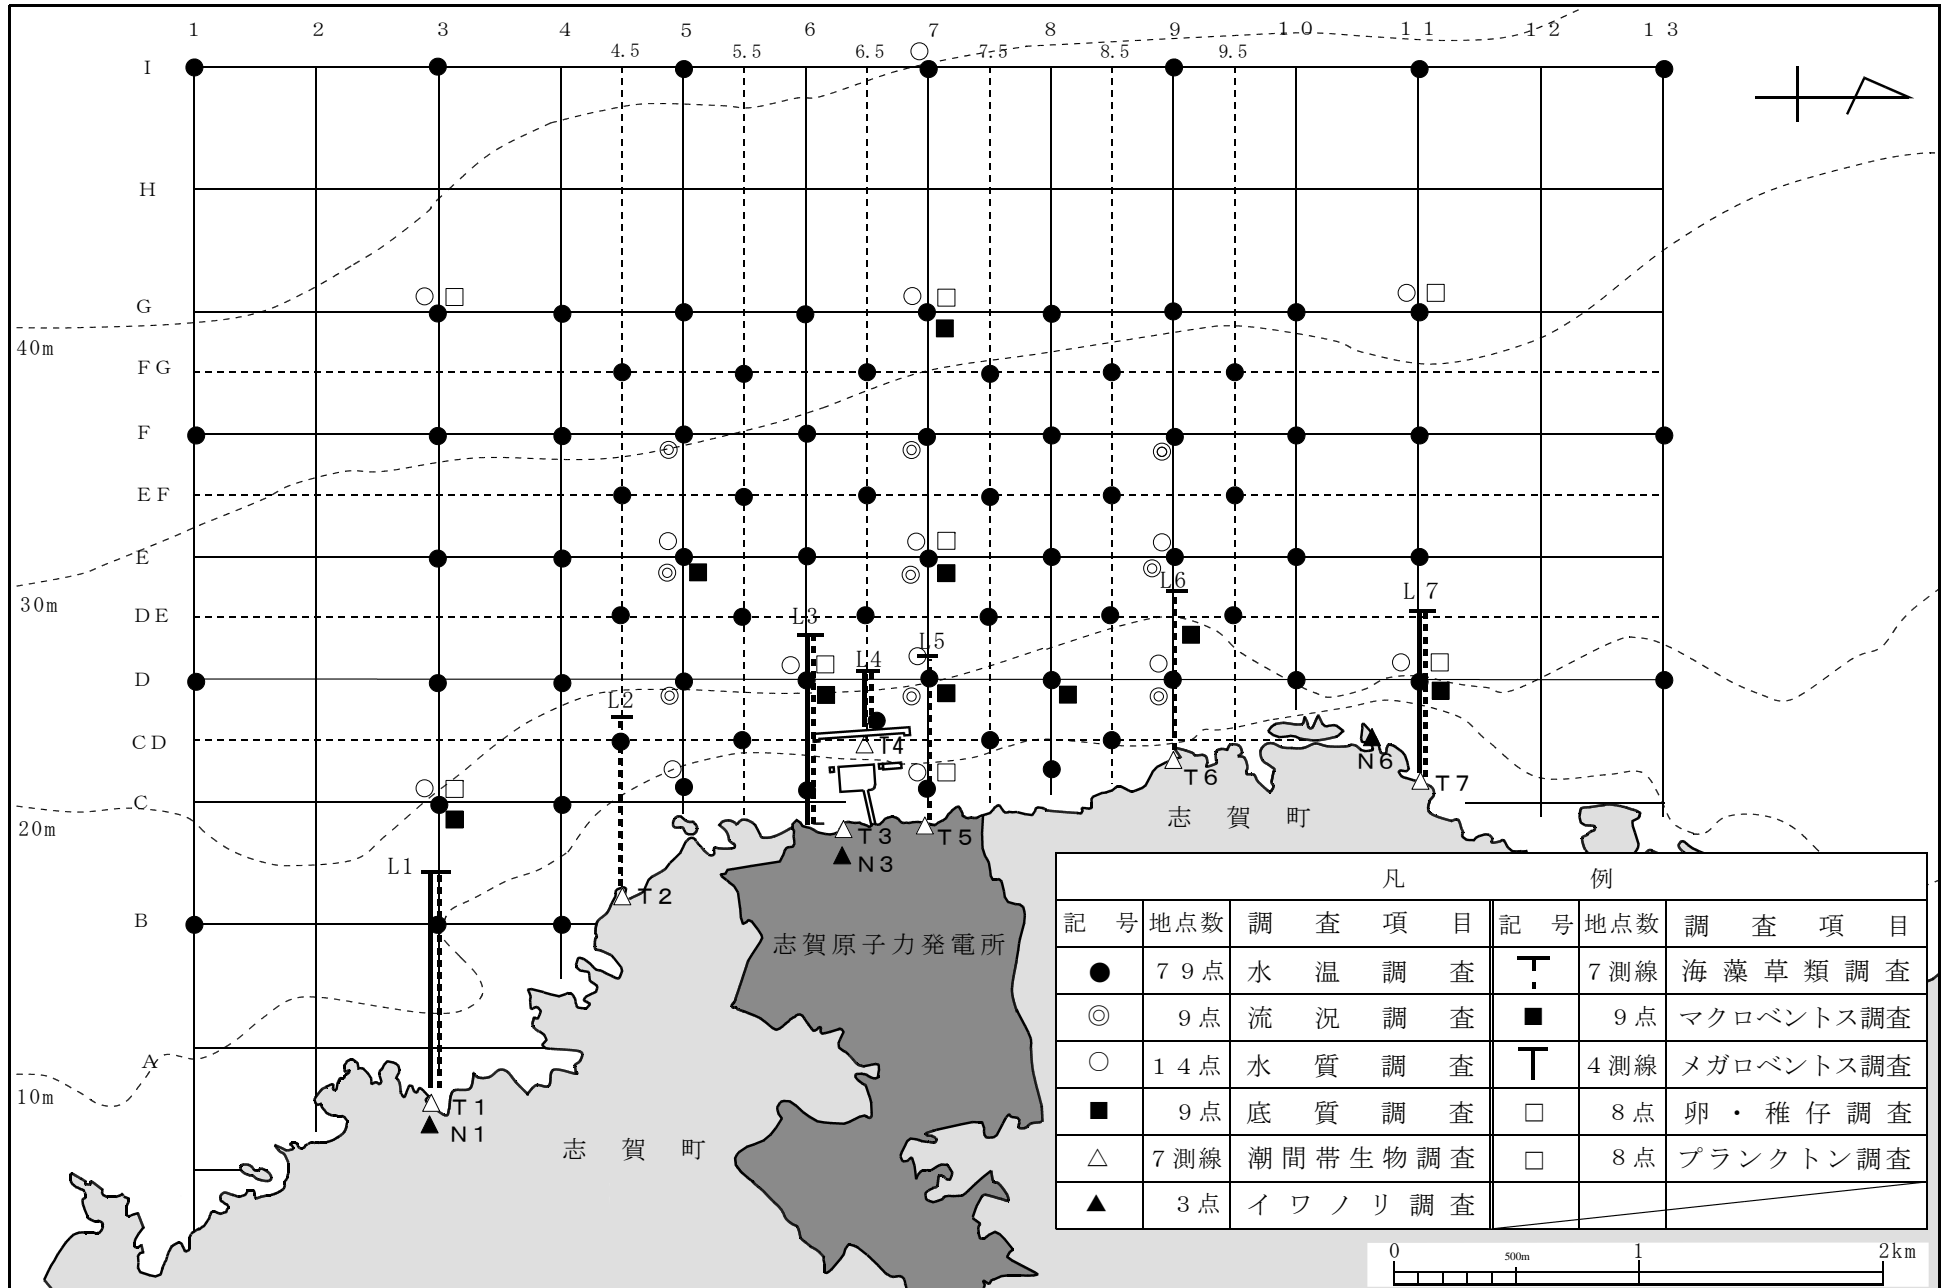 1 2 3 4 5 6 7 8 9 10 11 12 13
4.5 5.5 6.5 7.5 8.5 9.5
I
H
G
40m
FG
F
EF
E
30m
DE
L6
L7
L3
L5
D
L4
L2
CD
T4
N6
T6
T7
C
20m
志賀町
T3
T5
N3
L1
T2
B
志賀原子力発電所
A
10m
T1
N1
志賀町
凡例
記号 地点数 調査項目 記号 地点数 調査項目
● 79点 水温調査 7測線 海藻草類調査
◎ 9点 流況調査 ■ 9点 マクロベントス調査
○ 14点 水質調査 4測線 メガロベントス調査
■ 9点 底質調査 □ 8点 卵・稚仔調査
△ 7測線 潮間帯生物調査 □ 8点 プランクトン調査
▲ 3点 イワノリ調査
0 500m 1 2km